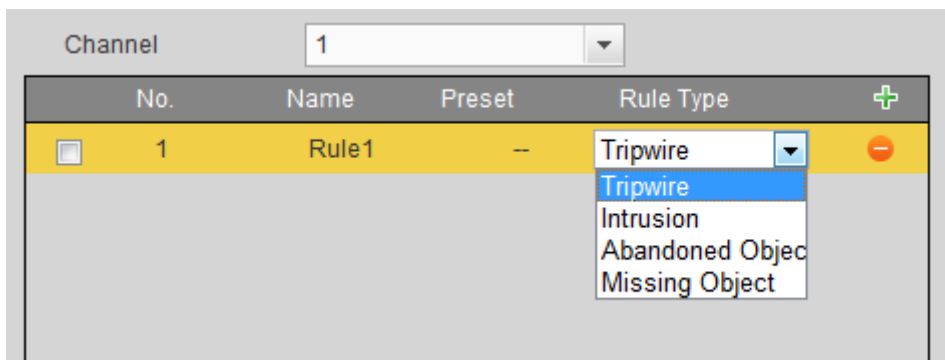 Channel 1
No. Name Preset Rule Type
1 Rule1 -- Tripwire
Tripwire
Intrusion
Abandoned Objec
Missing Object